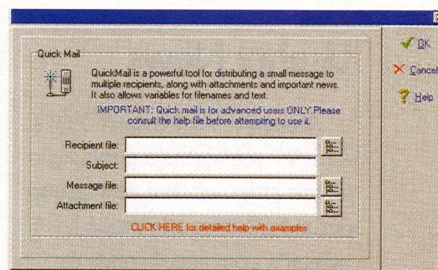 Quick Mail
QuickMail is a powerful tool for distributing a small message to
multiple recipients, along with attachments and important news.
It also allows variables for filenames and text.
IMPORTANT: Quick mail is for advanced users ONLY Please
consult the help file before attempting to use it.
Recipient file:
Subject:
Message file:
Attachment file:
CLICK HERE for detailed help with examples
OK
Cancel
Help